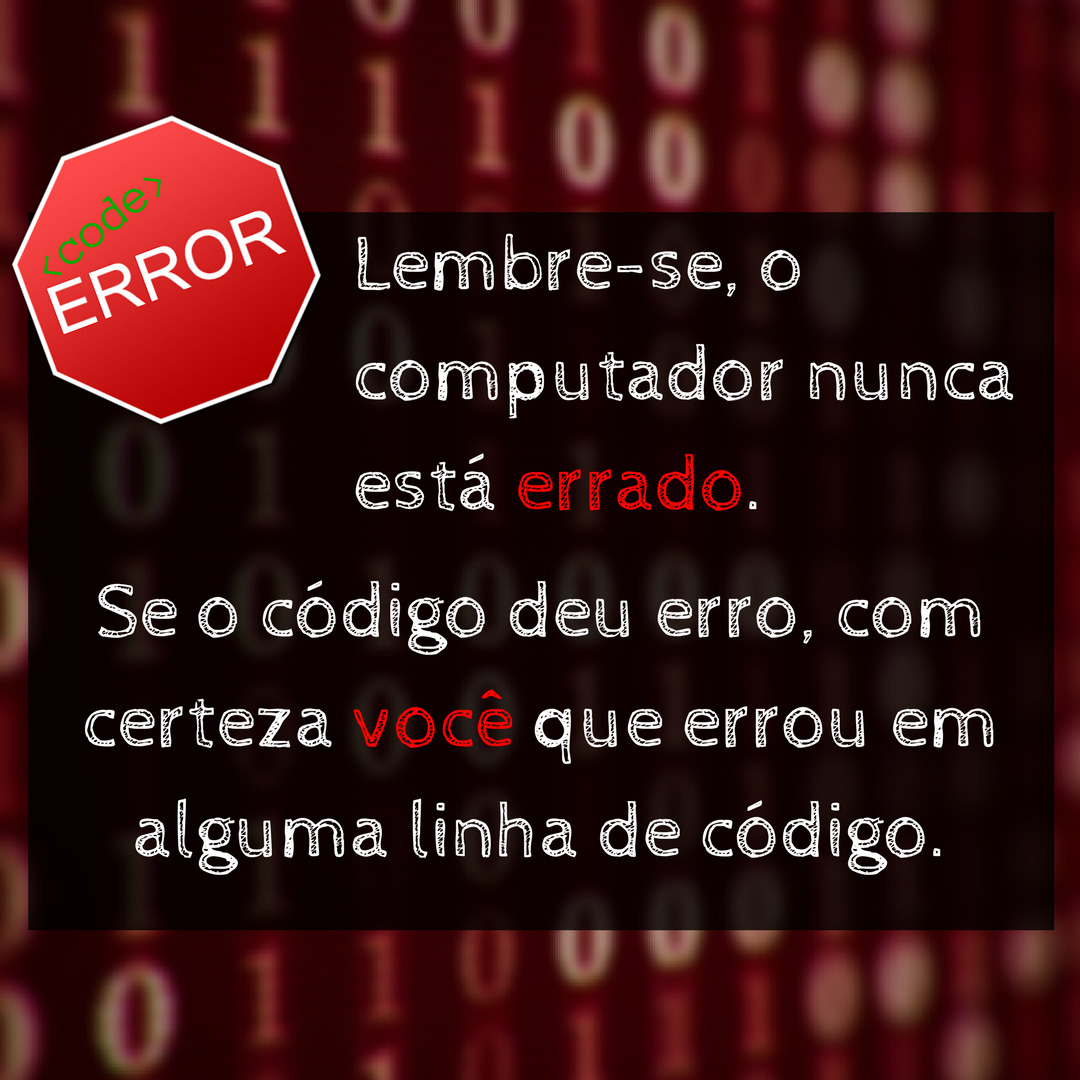 <code>
ERROR
Lembre-se, o
computador nunca
está errado.
Se o código deu erro, com
certeza você que errou em
alguma linha de código.